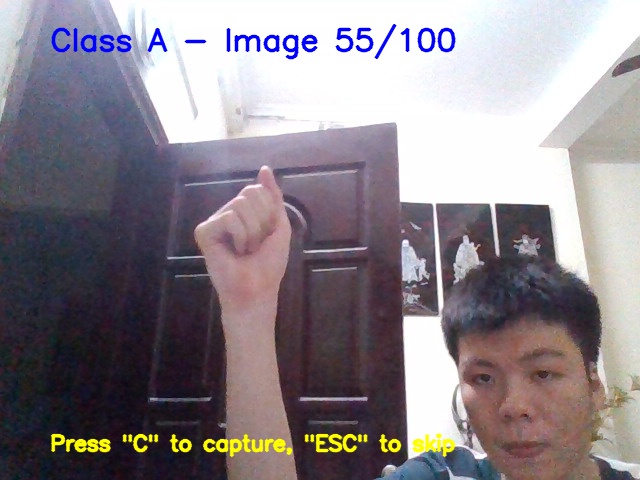 Class A - Image 55/100
Press "C" to capture, "ESC" to skip